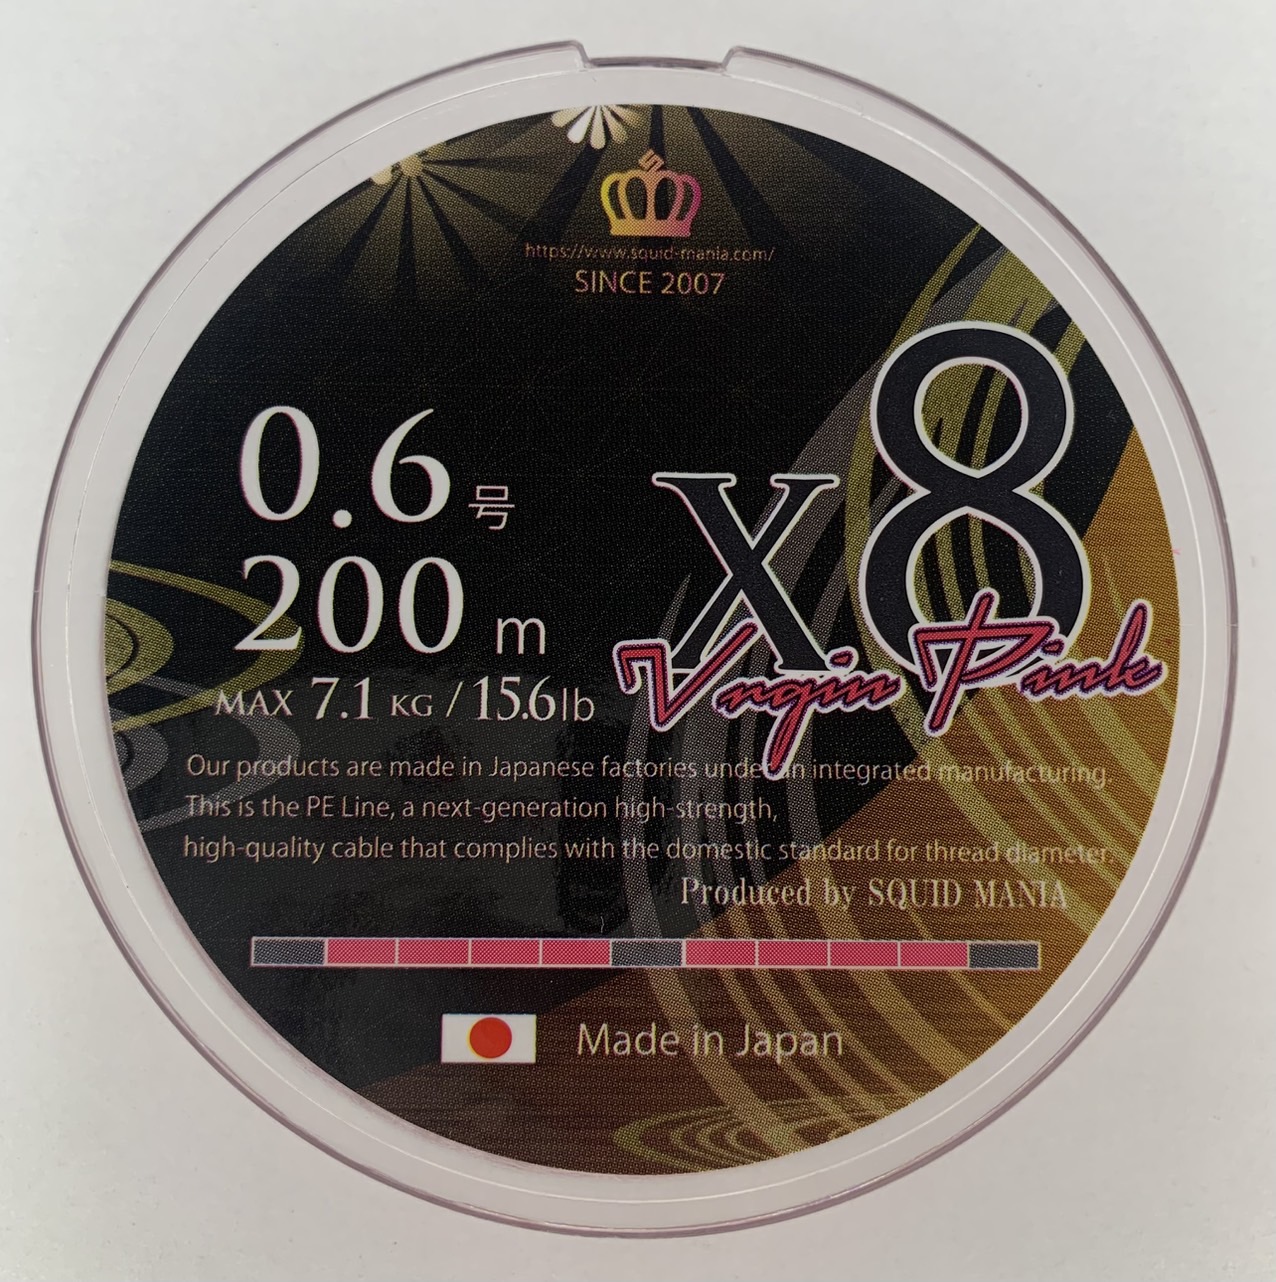 https://www.squid-mania.com/
SINCE 2007
0.6号
200 m
MAX 7.1 KG / 15.6lb
X8
Virgin Pink
Our products are made in Japanese factories under an integrated manufacturing.
This is the PE Line, a next-generation high-strength,
high-quality cable that complies with the domestic standard for thread diameter.
Produced by SQUID MANIA
Made in Japan